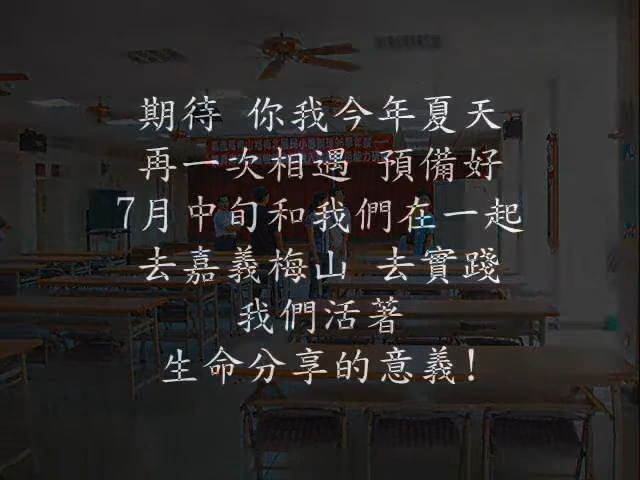 期待 你我今年夏天
再一次相遇 預備好
7月中旬和我們在一起
去嘉義梅山 去實踐
我們活著
生命分享的意義!